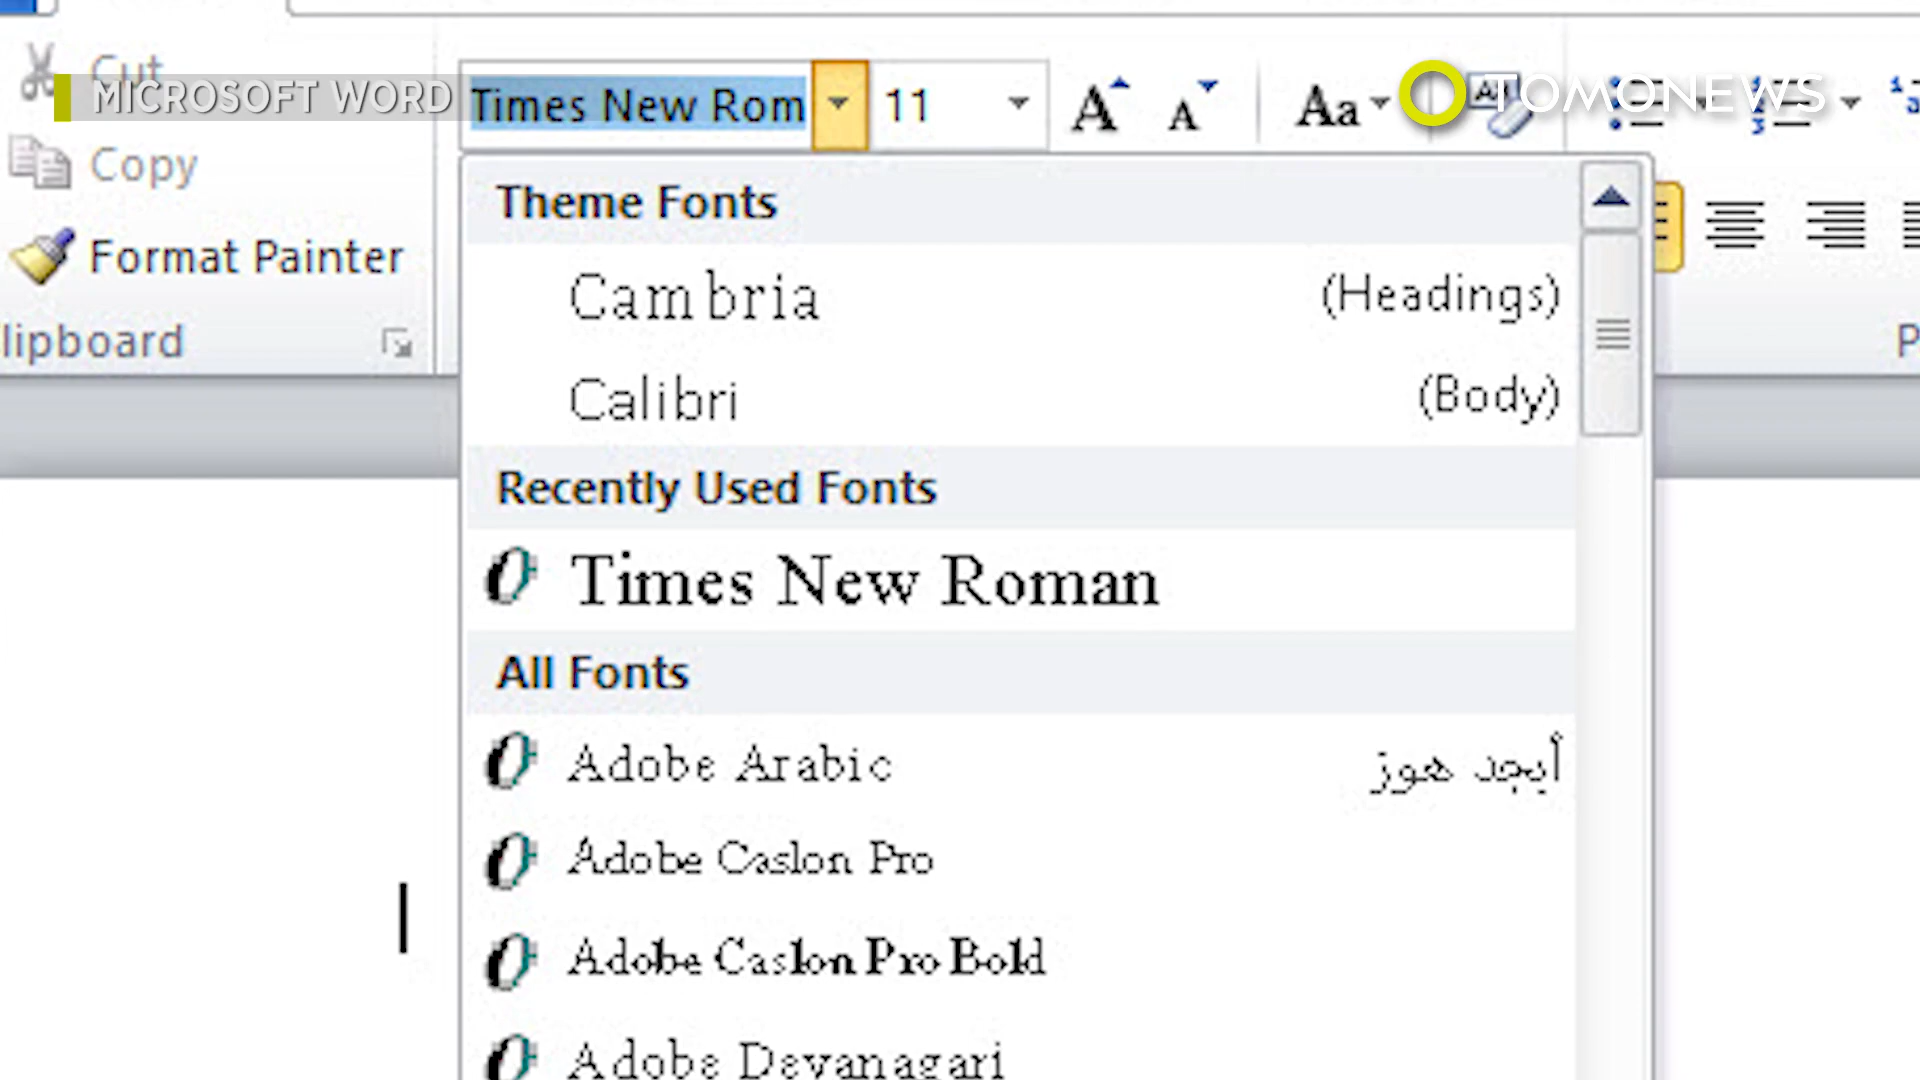 Cut
MICROSOFT WORD
Times New Rom
11
Aa
TOMONEWS
Copy
Format Painter
lipboard
P
Theme Fonts
Cambria (Headings)
Calibri (Body)
Recently Used Fonts
Times New Roman
All Fonts
Adobe Arabic أبجد هوز
Adobe Caslon Pro
Adobe Caslon Pro Bold
Adobe Devanagari